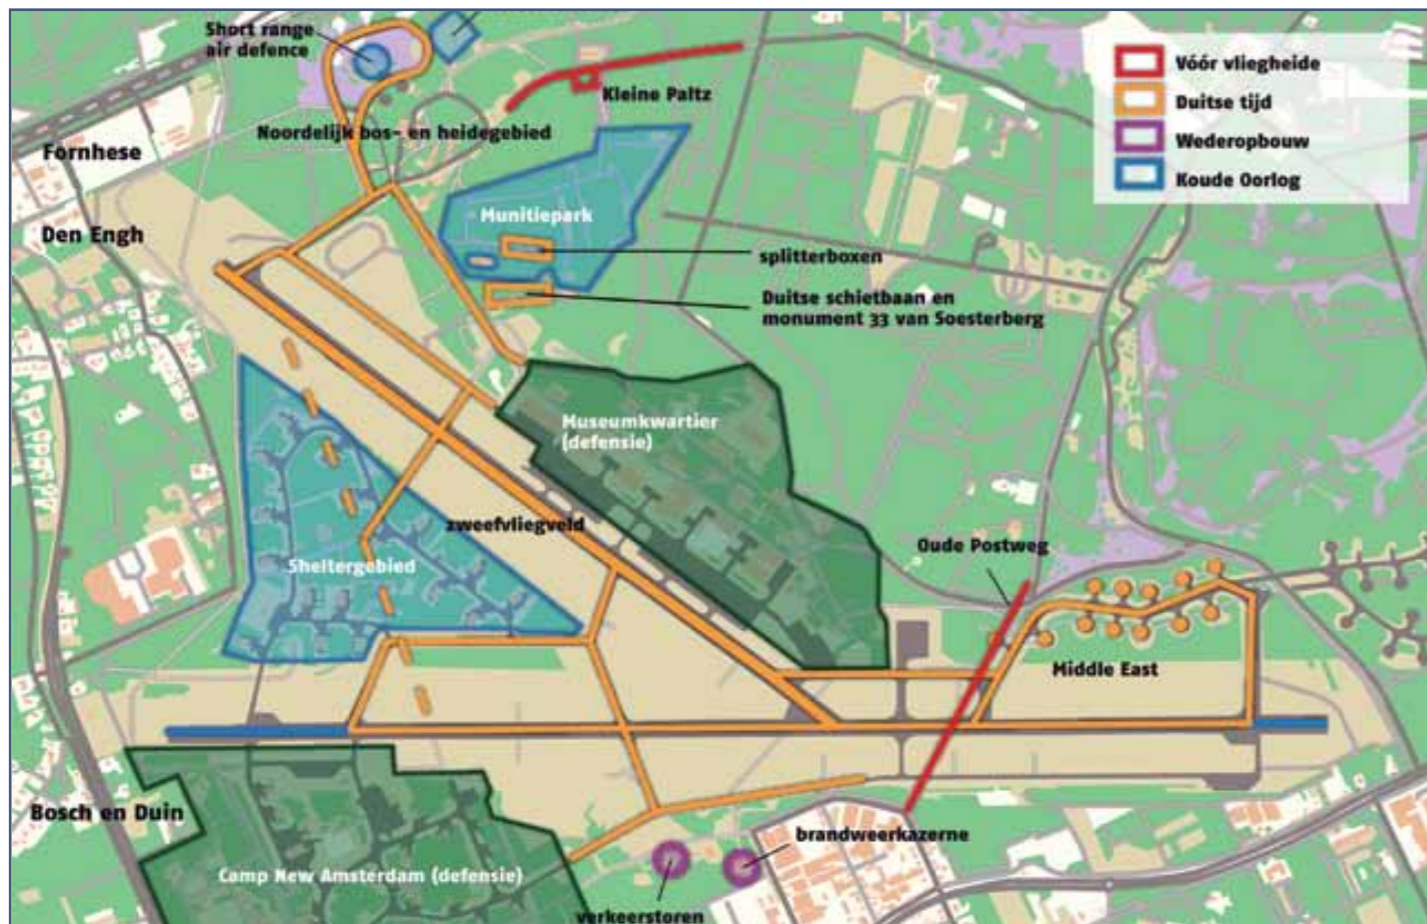 Short range
air defence
Kleine Paltz
Noordelijk bos- en heidegebied
Fornhese
Den Engh
Munitiepark
splitterboxen
Duitse schietbaan en
monument 33 van Soesterberg
Museumkwartier
(defensie)
zweefvliegveld
Sheltergebied
Oude Postweg
Middle East
Bosch en Duin
Camp New Amsterdam (defensie)
brandweerkazerne
verkeerstoren
Vóór vliegheide
Duitse tijd
Wederopbouw
Koude Oorlog